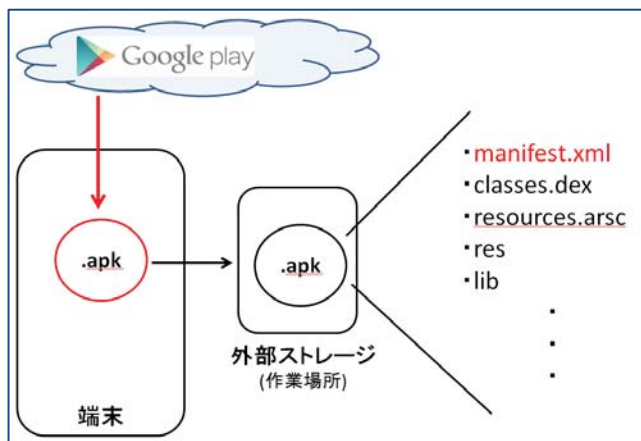 Google play
・manifest.xml
・classes.dex
・resources.arsc
・res
・lib
・
・
・
.apk
.apk
外部ストレージ
(作業場所)
端末